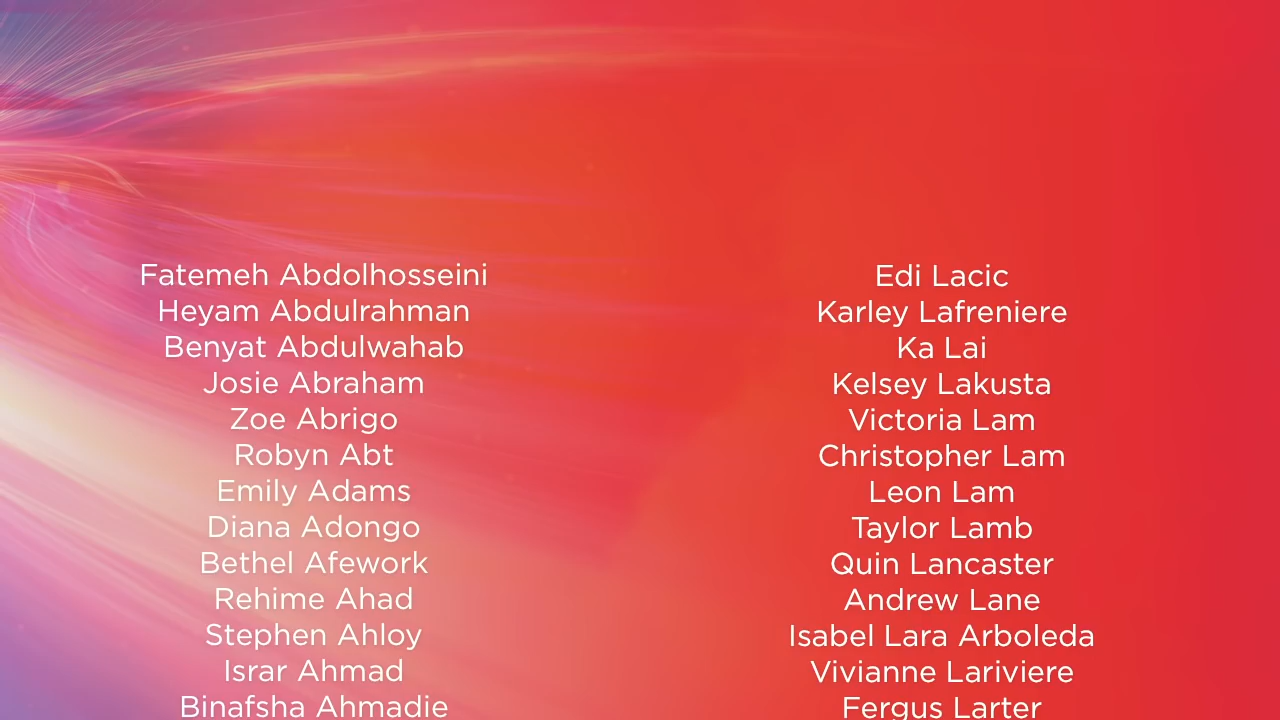 Fatemeh Abdolhosseini
Heyam Abdulrahman
Benyat Abdulwahab
Josie Abraham
Zoe Abrigo
Robyn Abt
Emily Adams
Diana Adongo
Bethel Afework
Rehime Ahad
Stephen Ahloy
Israr Ahmad
Binafsha Ahmadie
Edi Lacic
Karley Lafreniere
Ka Lai
Kelsey Lakusta
Victoria Lam
Christopher Lam
Leon Lam
Taylor Lamb
Quin Lancaster
Andrew Lane
Isabel Lara Arboleda
Vivianne Lariviere
Fergus Larter